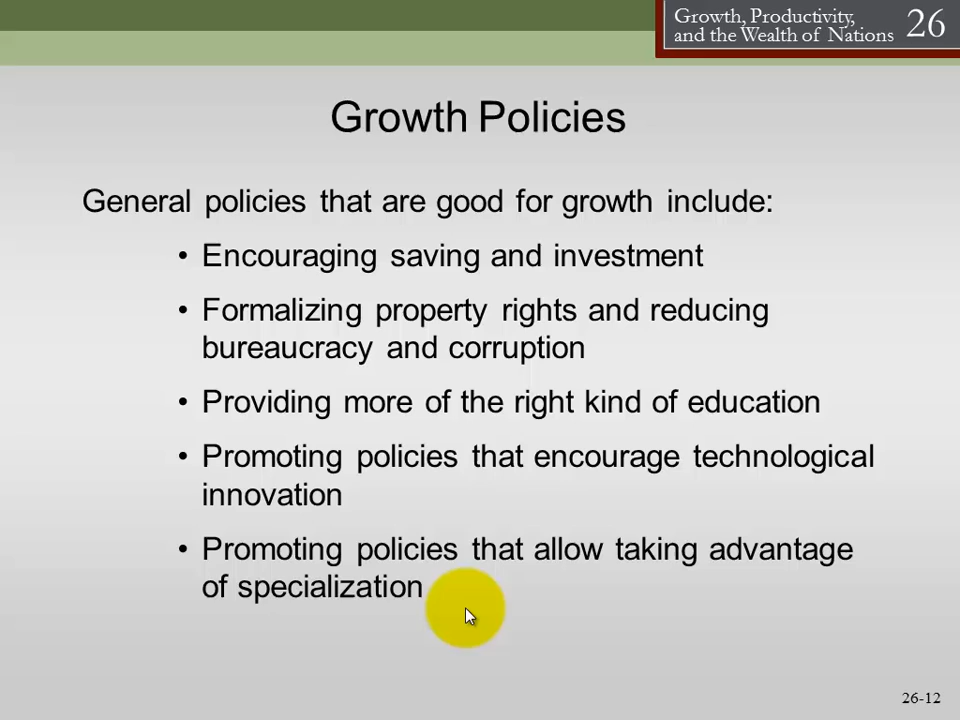 Growth, Productivity,
and the Wealth of Nations
26
Growth Policies
General policies that are good for growth include:
• Encouraging saving and investment
• Formalizing property rights and reducing
bureaucracy and corruption
• Providing more of the right kind of education
• Promoting policies that encourage technological
innovation
• Promoting policies that allow taking advantage
of specialization
26-12